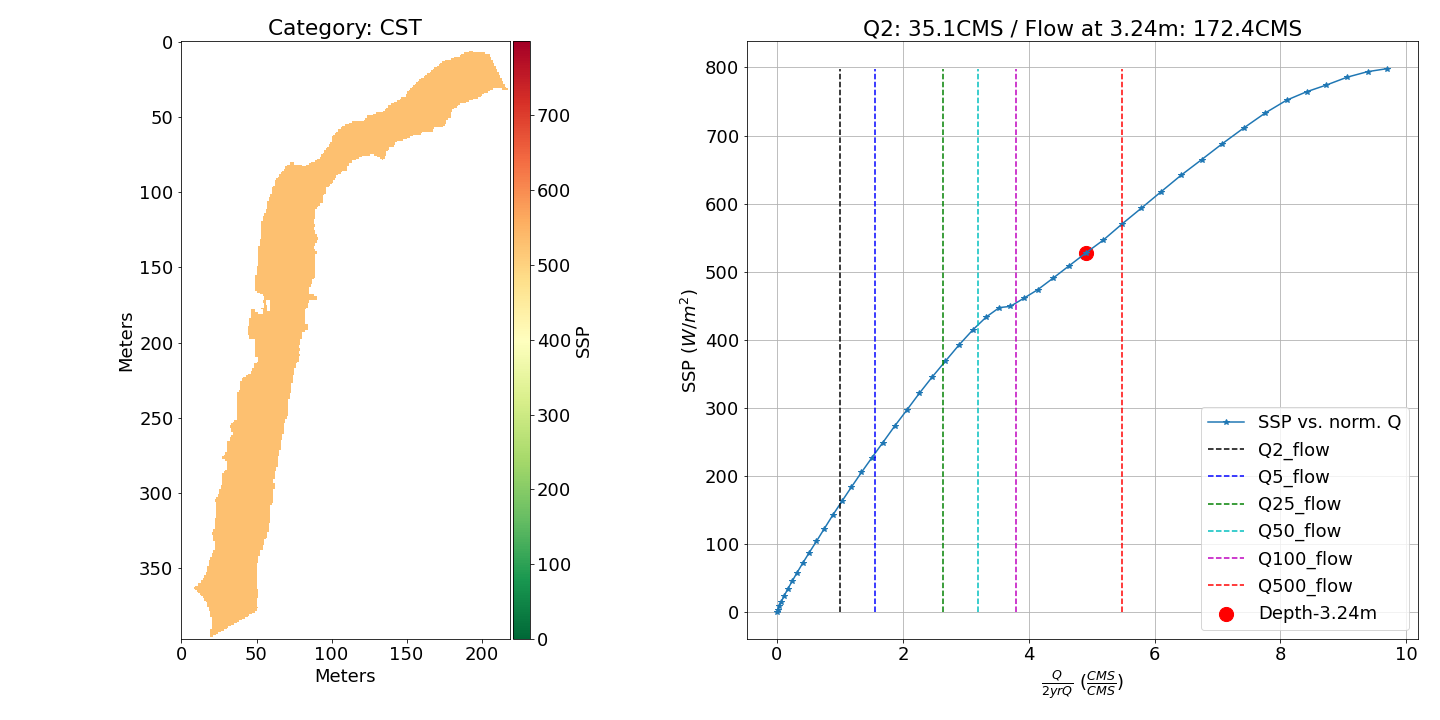 Category: CST
0
50
100
150
200
250
300
350
Meters
0 50 100 150 200
Meters
700
600
500
400
300
200
100
0
SSP
Q2: 35.1CMS / Flow at 3.24m: 172.4CMS
800
700
600
500
400
300
200
100
0
SSP (W/m²)
SSP vs. norm. Q
Q2_flow
Q5_flow
Q25_flow
Q50_flow
Q100_flow
Q500_flow
Depth-3.24m
0 2 4 6 8 10
Q/2yrQ (CMS/CMS)